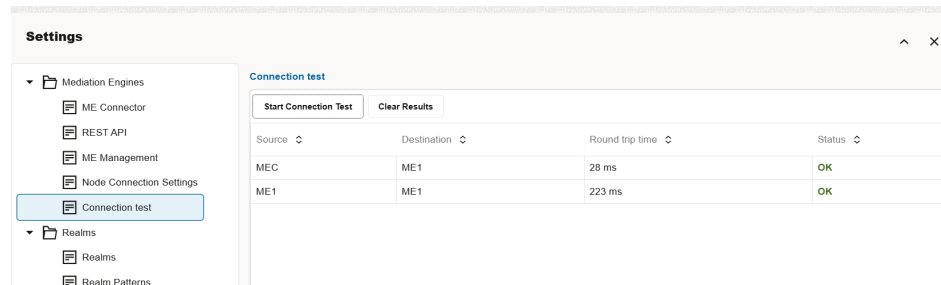 Settings
Mediation Engines
ME Connector
REST API
ME Management
Node Connection Settings
Connection test
Realms
Realms
Realm Patterns
Connection test
Start Connection Test Clear Results
Source Destination Round trip time Status
MEC ME1 28 ms OK
ME1 ME1 223 ms OK